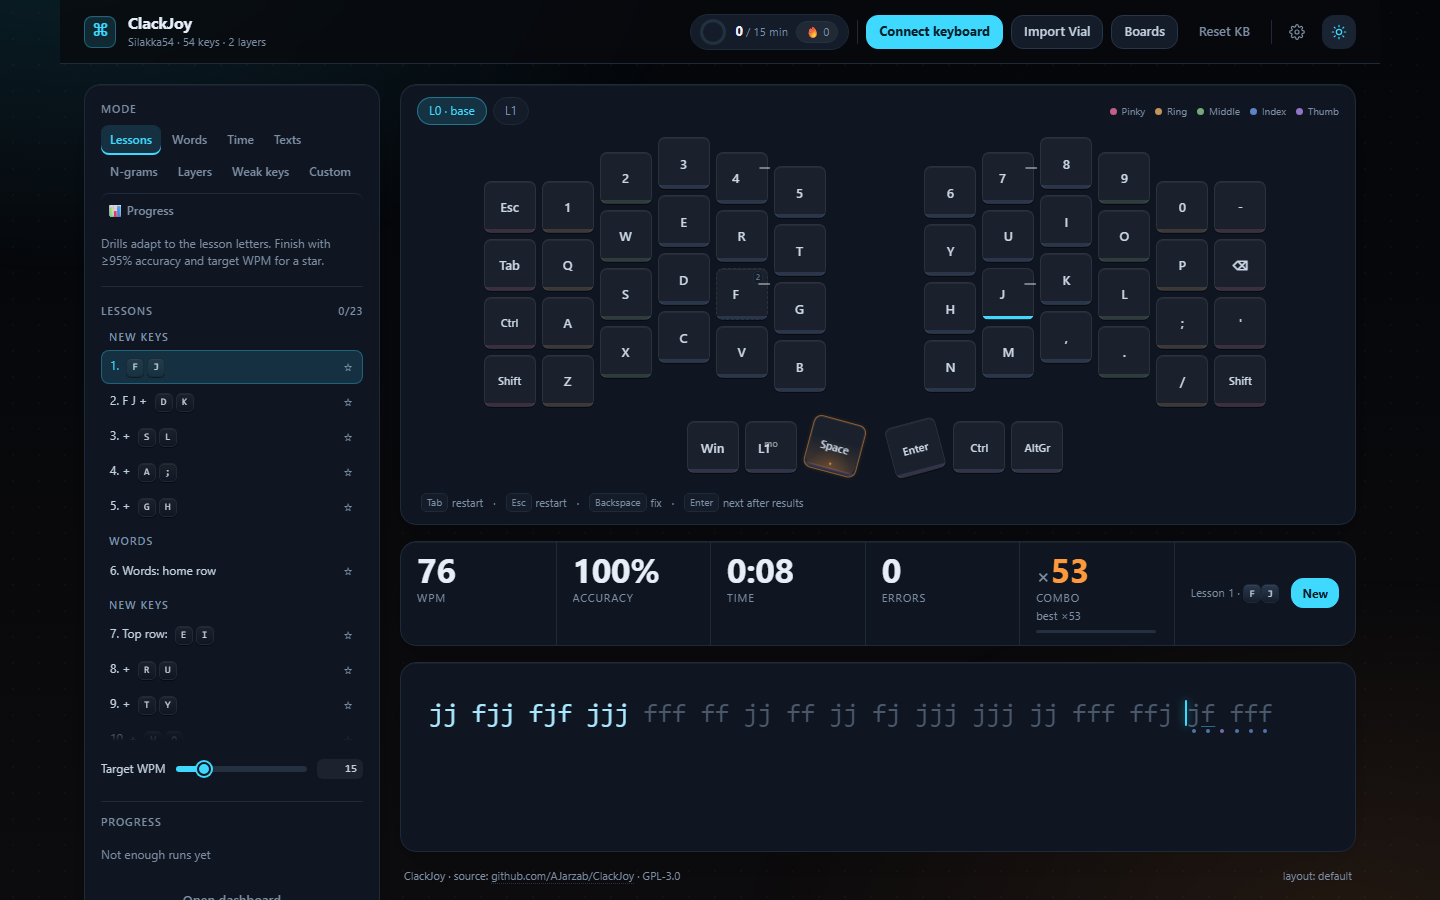 ⌘ ClackJoy
Silakka54 · 54 keys · 2 layers
0 / 15 min 🔥 0
Connect keyboard
Import Vial
Boards
Reset KB
MODE
Lessons Words Time Texts
N-grams Layers Weak keys Custom
📊 Progress
Drills adapt to the lesson letters. Finish with
≥95% accuracy and target WPM for a star.
LESSONS 0/23
NEW KEYS
1. F J ☆
2. F J + D K ☆
3. + S L ☆
4. + A ; ☆
5. + G H ☆
WORDS
6. Words: home row ☆
NEW KEYS
7. Top row: E I ☆
8. + R U ☆
9. + T Y ☆
Target WPM 15
PROGRESS
Not enough runs yet
Open dashboard
L0 · base L1
Pinky Ring Middle Index Thumb
Esc 1 2 3 4 5 6 7 8 9 0 -
Tab Q W E R T Y U I O P ⌫
Ctrl A S D F 2 G H J K L ; '
Shift Z X C V B N M , . / Shift
Win L1 mo Space Enter Ctrl AltGr
Tab restart · Esc restart · Backspace fix · Enter next after results
76 WPM
100% ACCURACY
0:08 TIME
0 ERRORS
×53 COMBO
best ×53
Lesson 1 · F J New
jj fjj fjf jjj fff ff jj ff jj fj jjj jjj jj fff ffj jf fff
ClackJoy · source: github.com/AJarzab/ClackJoy · GPL-3.0
layout: default